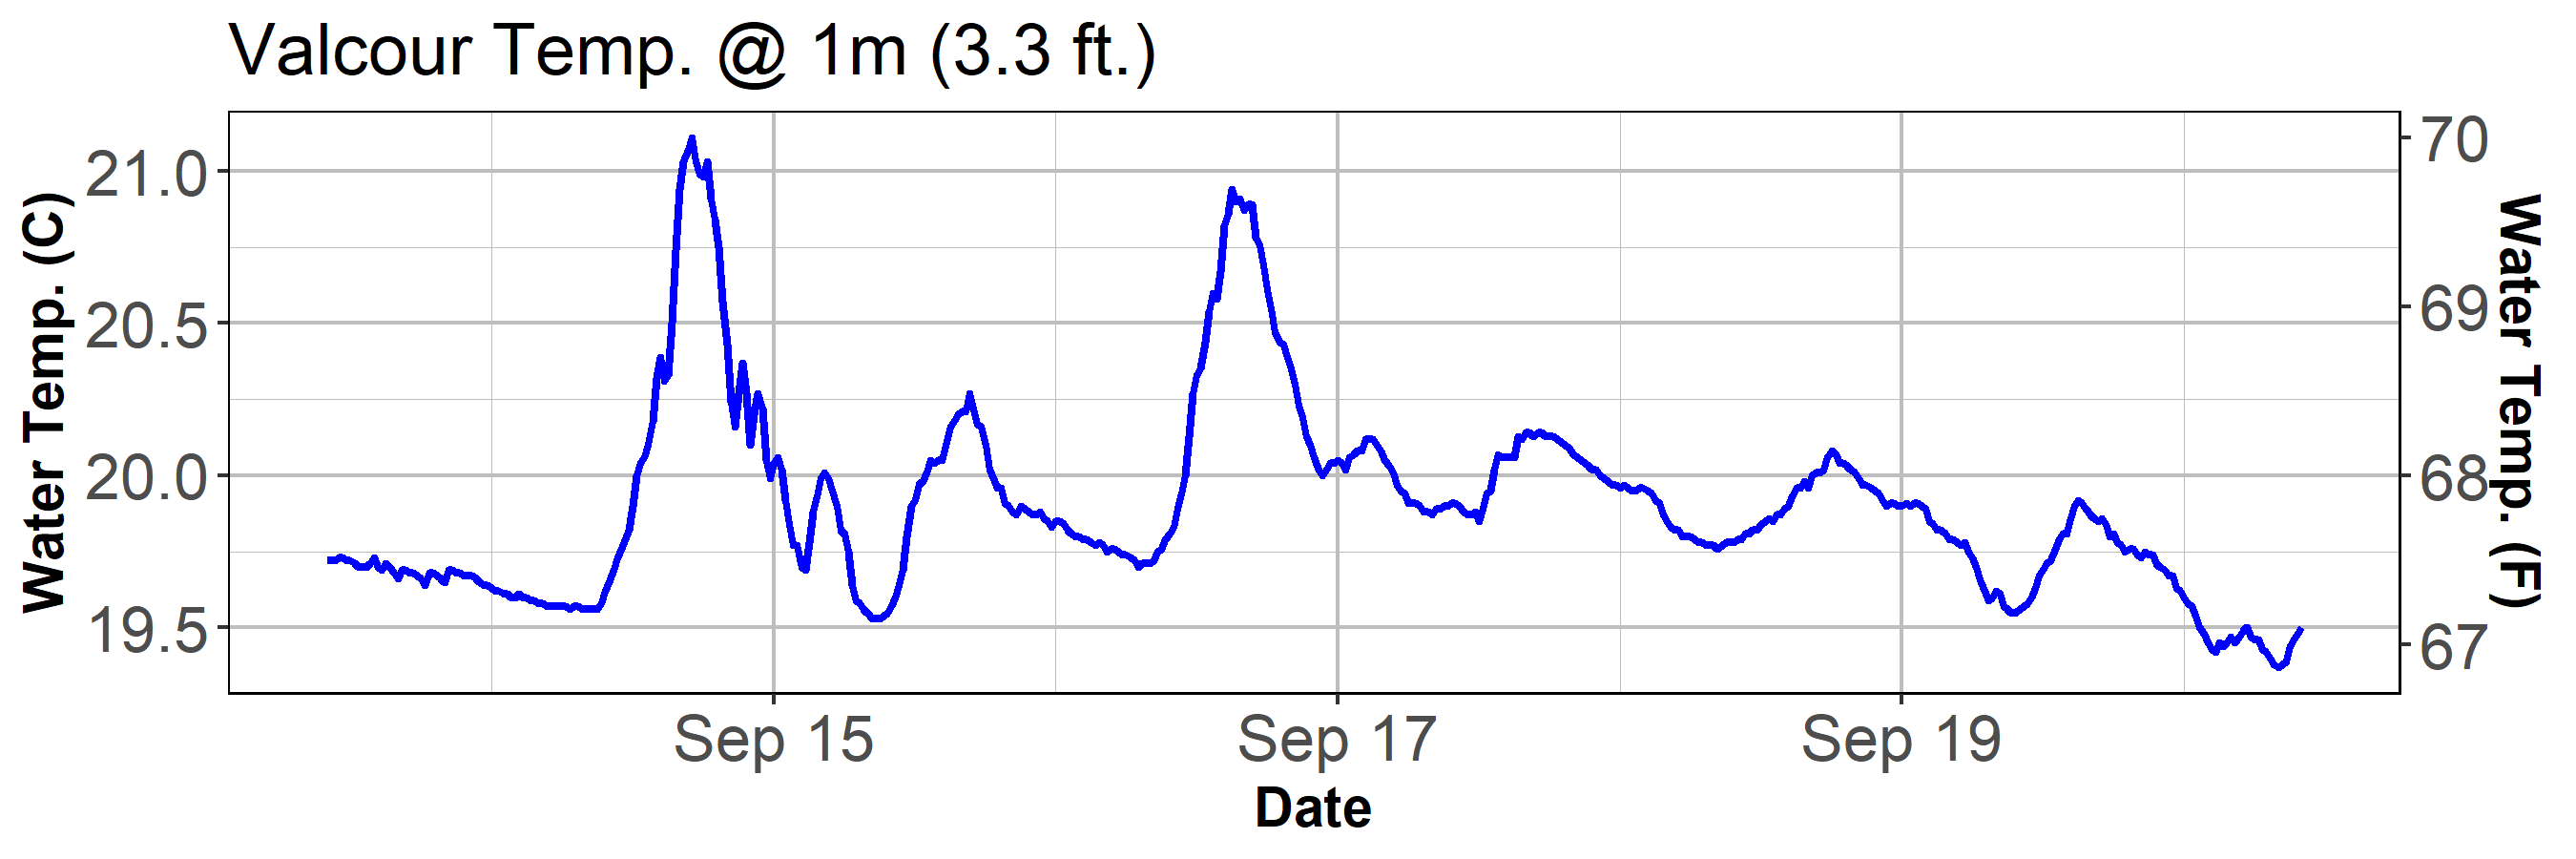 Valcour Temp. @ 1m (3.3 ft.)
Water Temp. (C)
21.0
20.5
20.0
19.5
70
69
68
67
Water Temp. (F)
Sep 15
Sep 17
Sep 19
Date